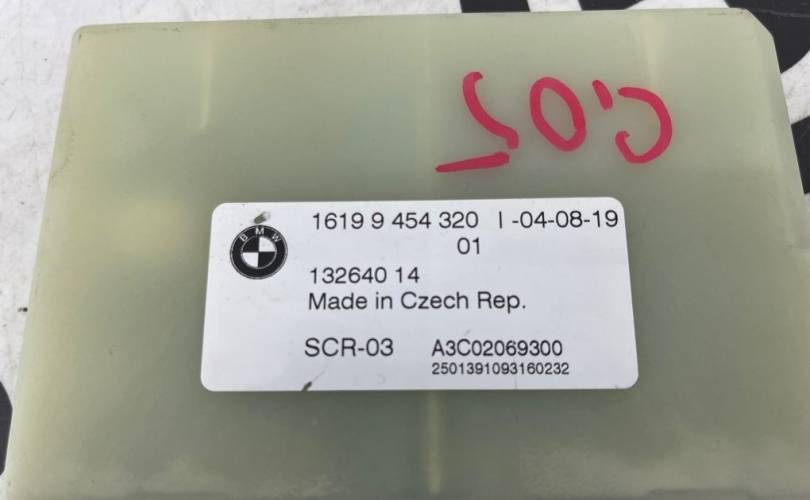 1619 9 454 320 I -04-08-19
01
BMW
132640 14
Made in Czech Rep.
SCR-03 A3C02069300
2501391093160232